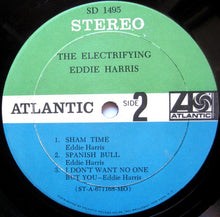 SD 1495
STEREO
THE ELECTRIFYING
EDDIE HARRIS
ATLANTIC
SIDE 2
ATLANTIC
1. SHAM TIME
Eddie Harris
2. SPANISH BULL
Eddie Harris
3. I DON'T WANT NO ONE
BUT YOU—Eddie Harris
(ST-A-671168-MO)